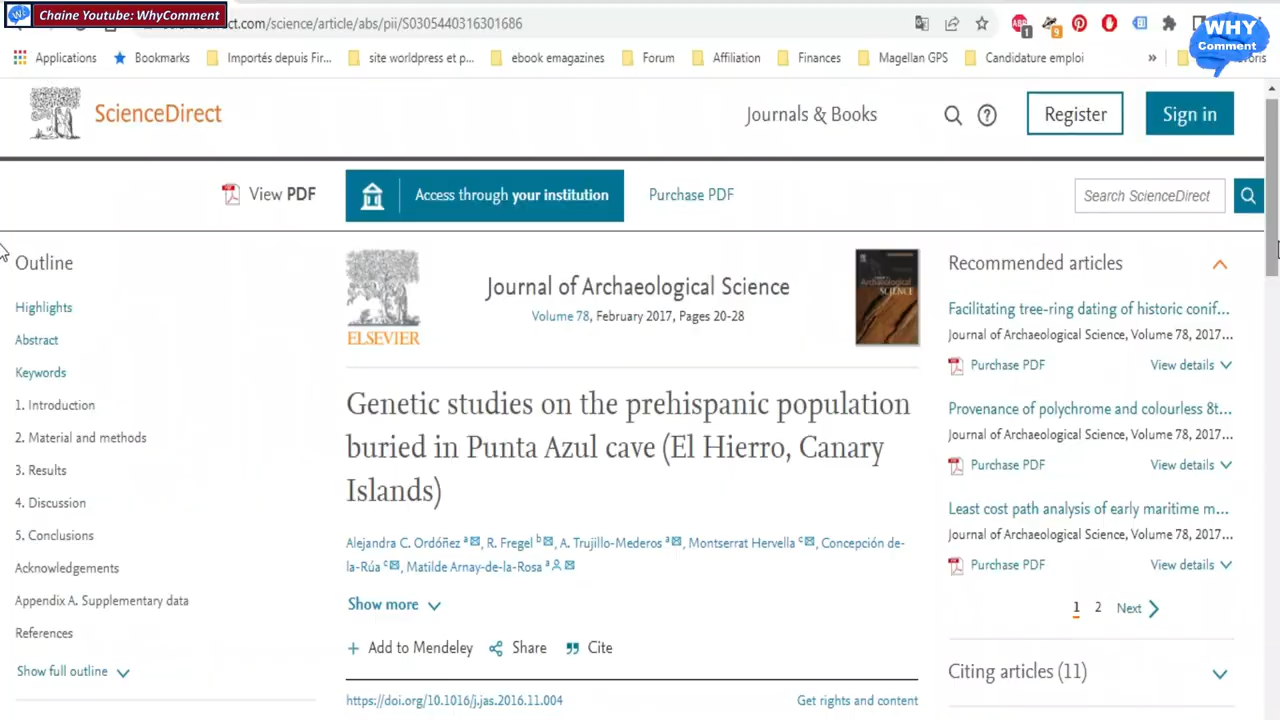 Chaine Youtube: WhyComment
.com/science/article/abs/pii/S0305440316301686
WHY
Comment
Applications
Bookmarks
Importés depuis Fir...
site worldpress et p...
ebook emagazines
Forum
Affiliation
Finances
Magellan GPS
Candidature emploi
»
ScienceDirect
Journals & Books
Register
Sign in
View PDF
Access through your institution
Purchase PDF
Search ScienceDirect
Outline
Highlights
Abstract
Keywords
1. Introduction
2. Material and methods
3. Results
4. Discussion
5. Conclusions
Acknowledgements
Appendix A. Supplementary data
References
Show full outline
ELSEVIER
Journal of Archaeological Science
Volume 78, February 2017, Pages 20-28
Genetic studies on the prehispanic population
buried in Punta Azul cave (El Hierro, Canary
Islands)
Alejandra C. Ordóñez a, R. Fregel b, A. Trujillo-Mederos a, Montserrat Hervella c, Concepción de-
la-Rúa c, Matilde Arnay-de-la-Rosa a
Show more
+ Add to Mendeley
Share
Cite
https://doi.org/10.1016/j.jas.2016.11.004
Get rights and content
Recommended articles
Facilitating tree-ring dating of historic conif...
Journal of Archaeological Science, Volume 78, 2017...
Purchase PDF
View details
Provenance of polychrome and colourless 8t...
Journal of Archaeological Science, Volume 78, 2017...
Purchase PDF
View details
Least cost path analysis of early maritime m...
Journal of Archaeological Science, Volume 78, 2017...
Purchase PDF
View details
1 2 Next
Citing articles (11)